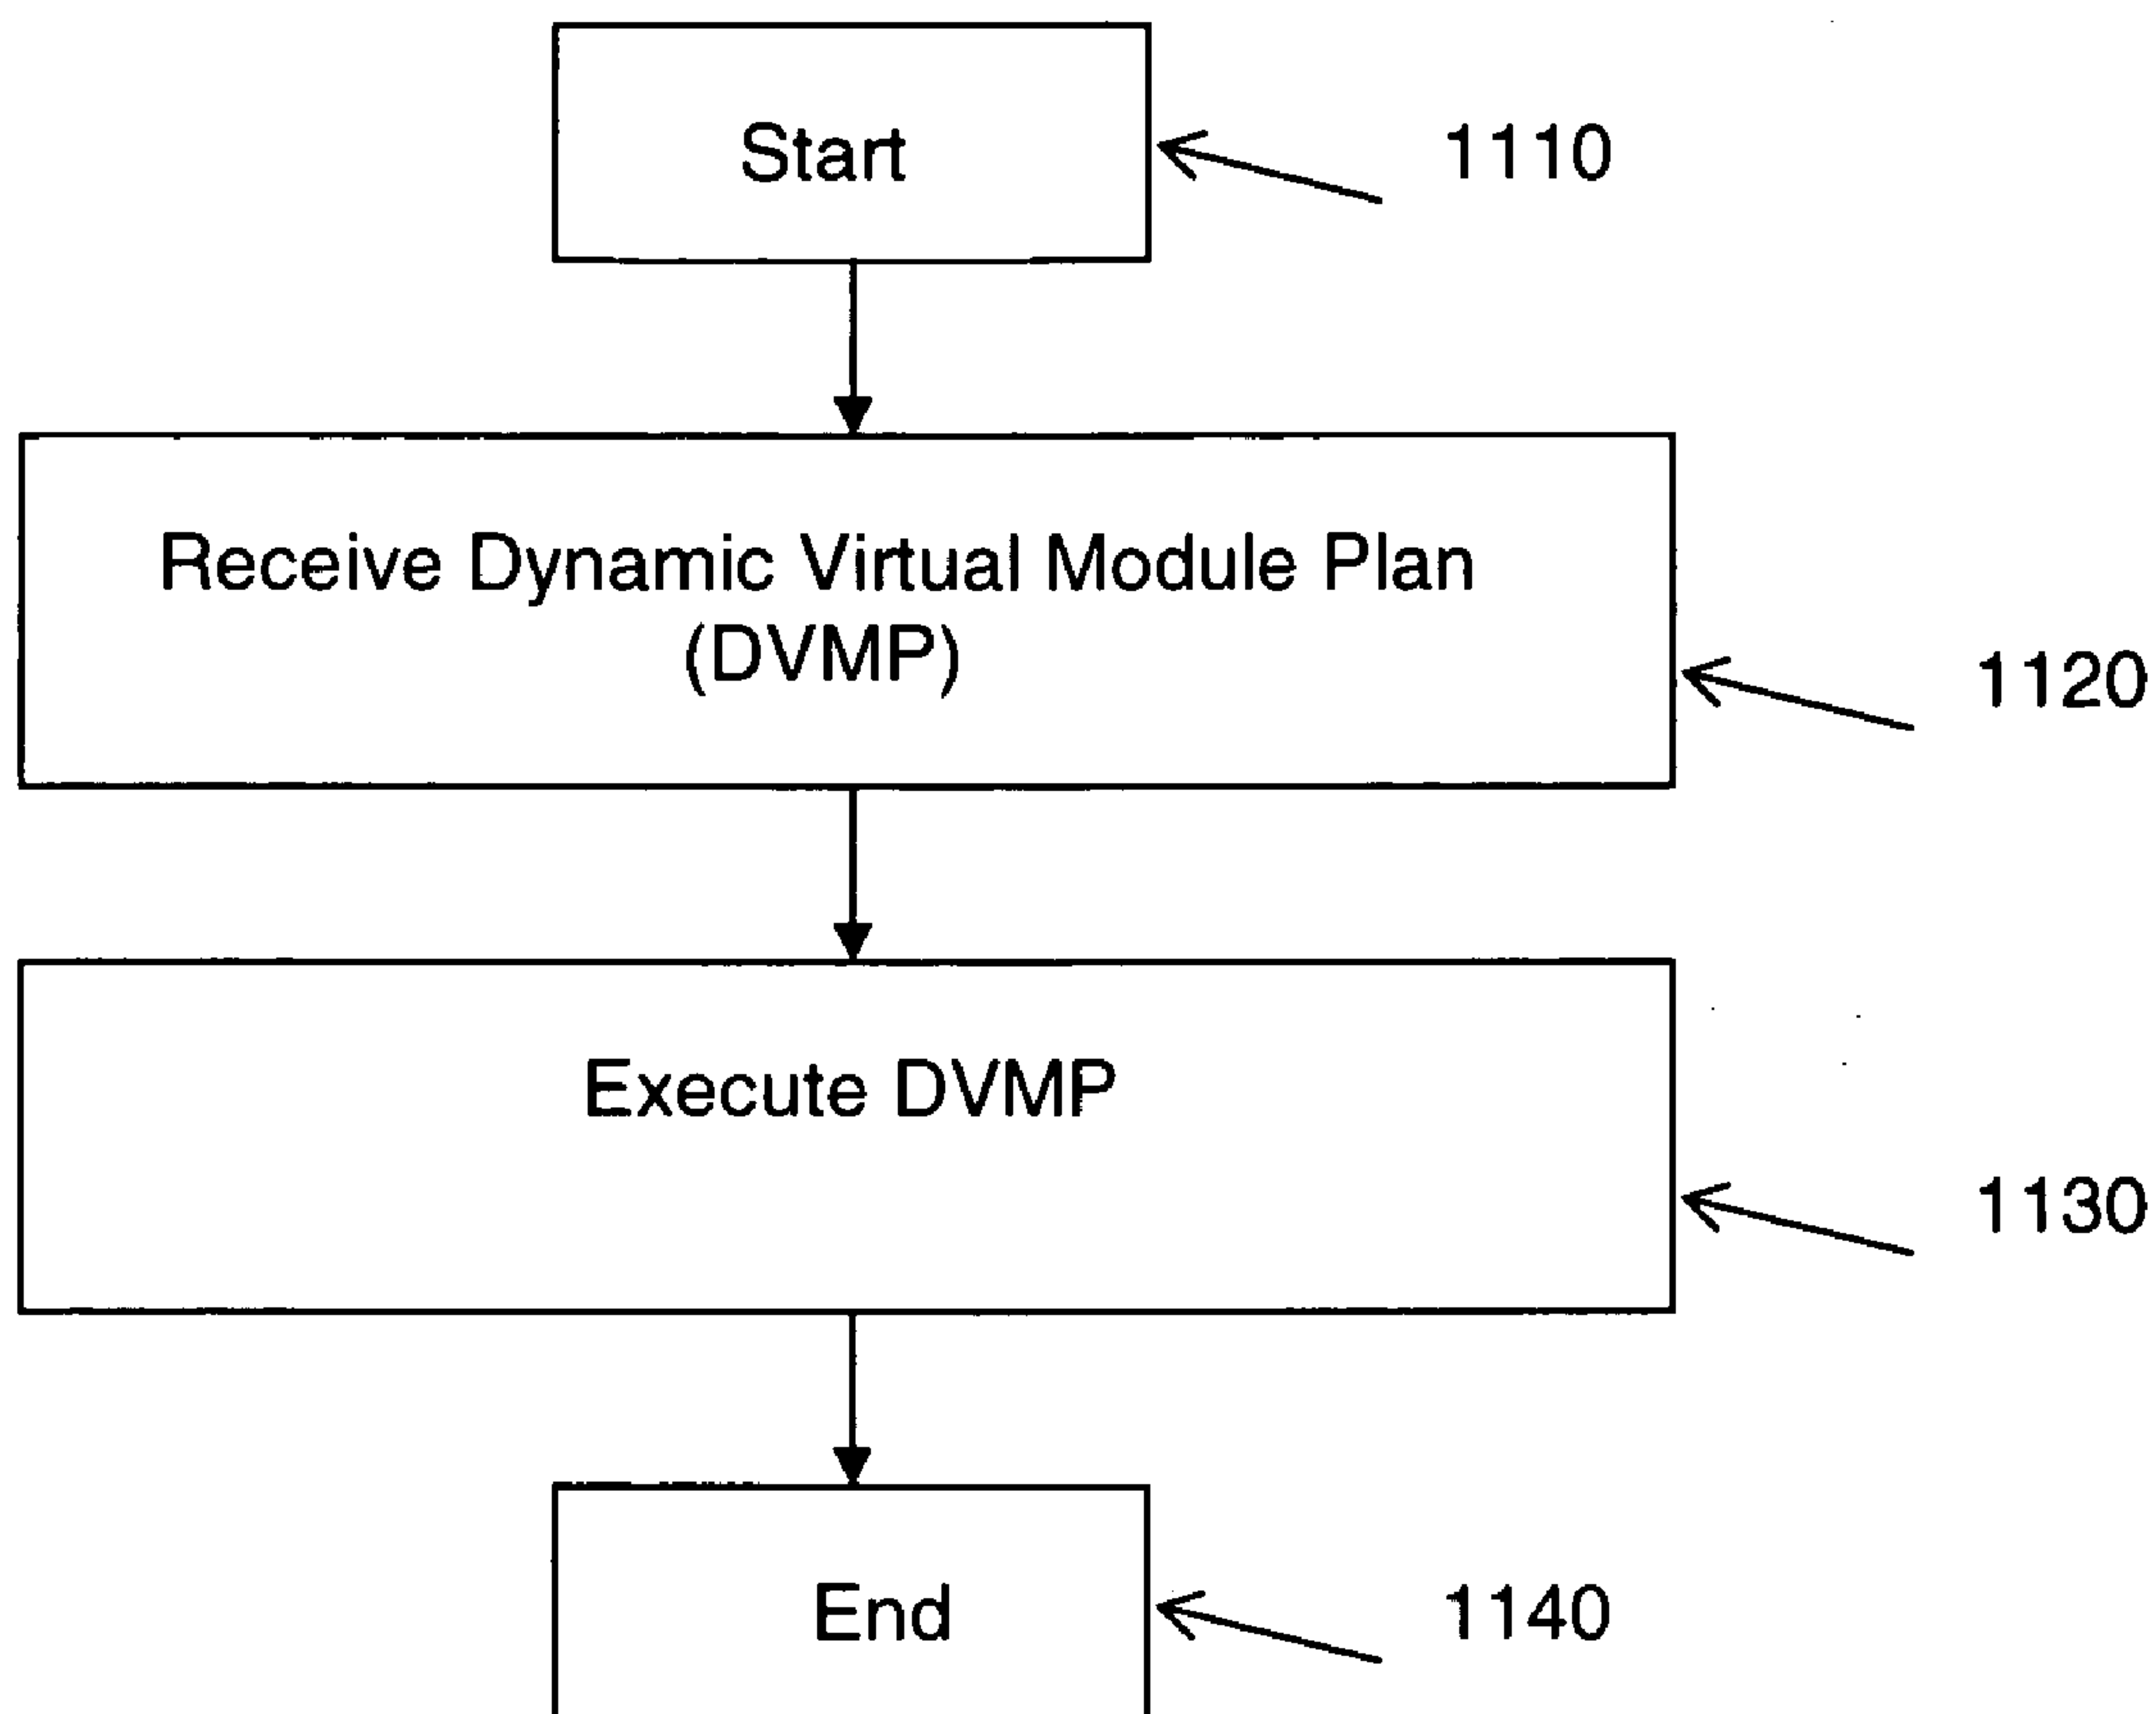 Start
1110
Receive Dynamic Virtual Module Plan
(DVMP)
1120
Execute DVMP
1130
End
1140